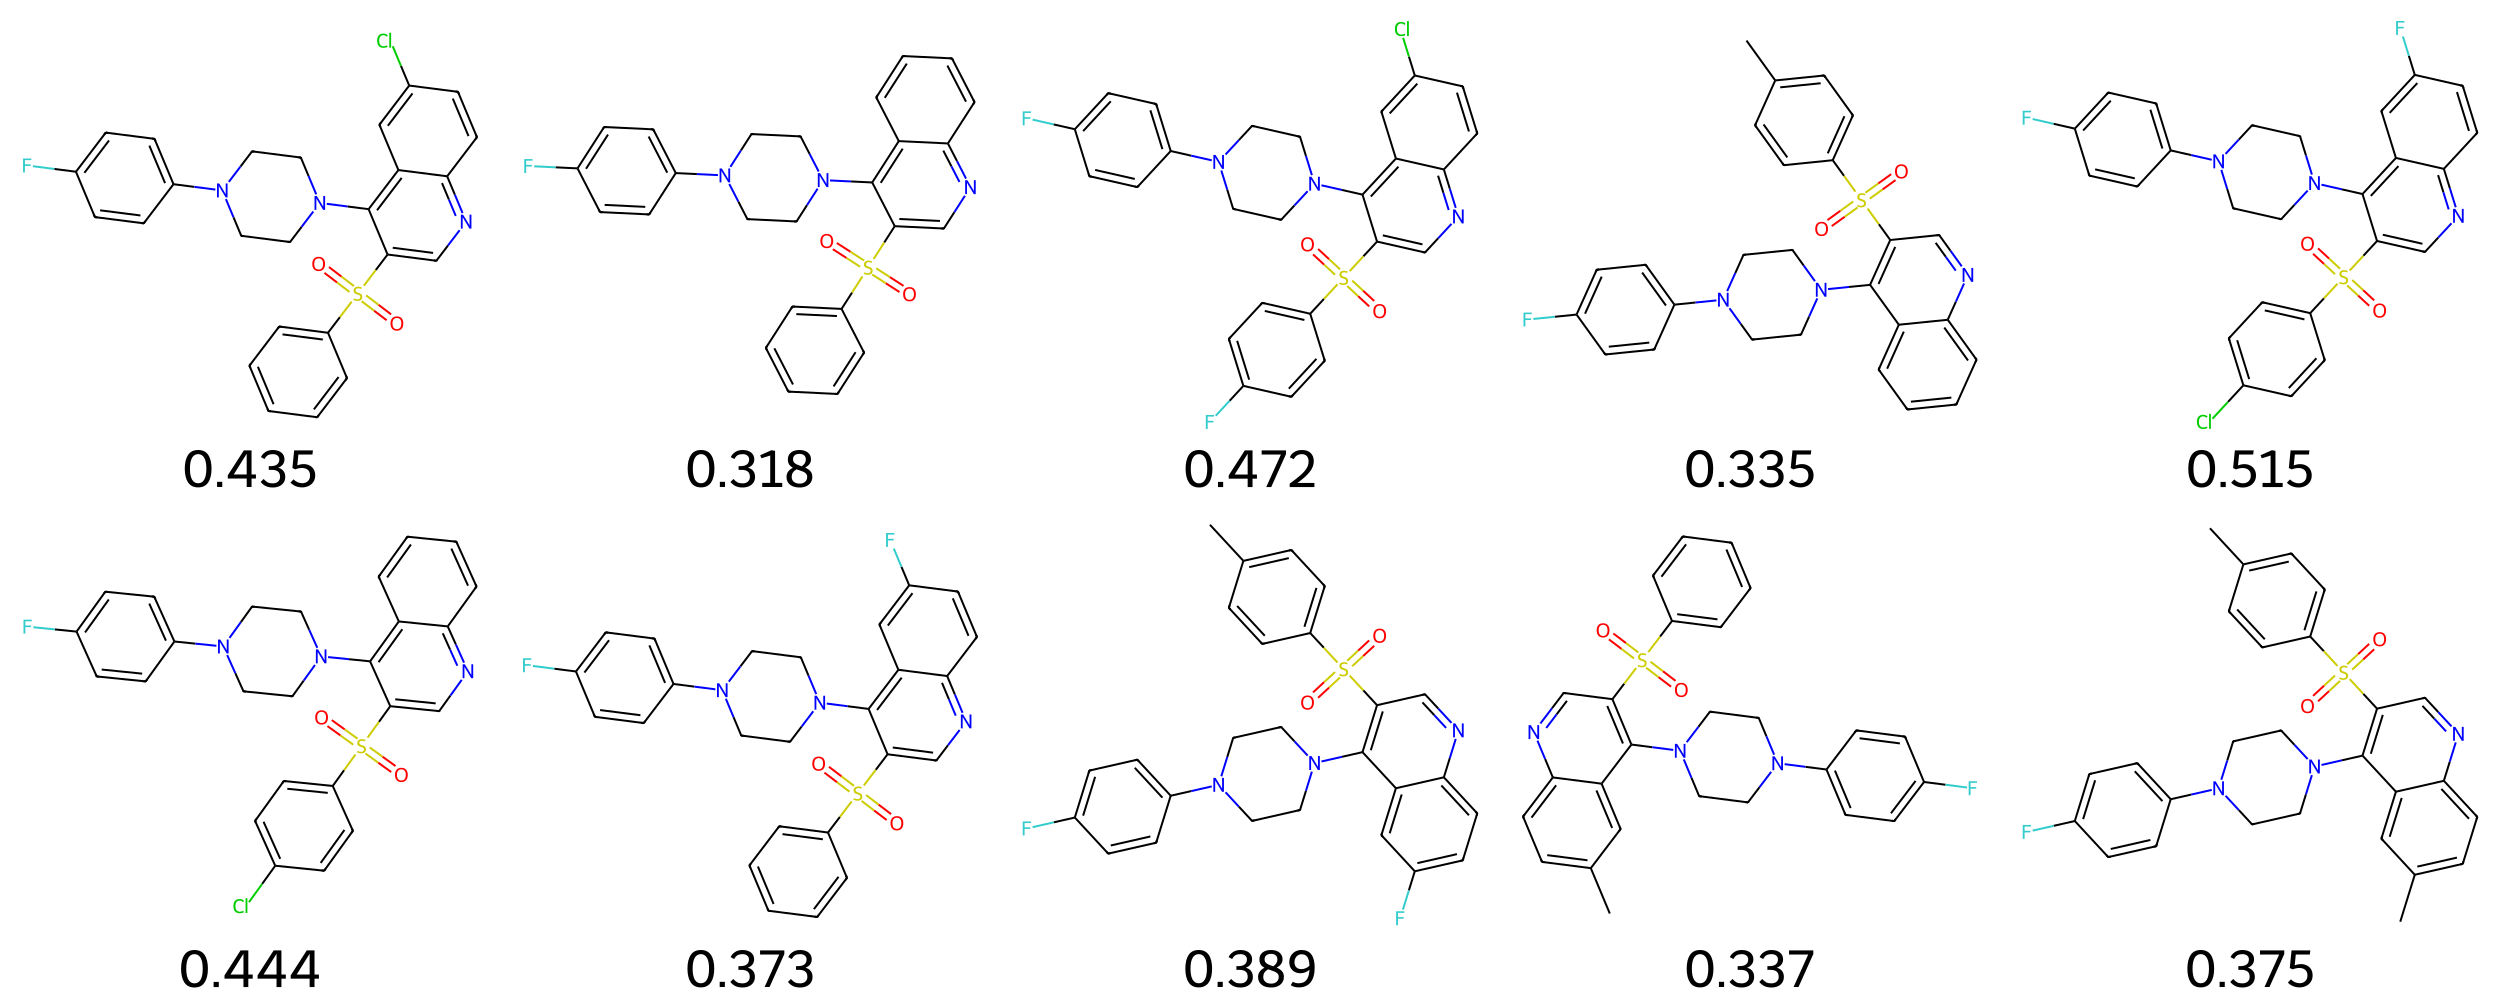 Cl
F N N N O S O
0.435
F N N N O S O
0.318
Cl
F N N N O S O F
0.472
O S O N N N F
0.335
F
F N N N O S O Cl
0.515
F N N N O S O Cl
0.444
F
F N N N O S O
0.373
O S O N N N F F
0.389
O S O N N N F
0.337
O S O N N N F
0.375